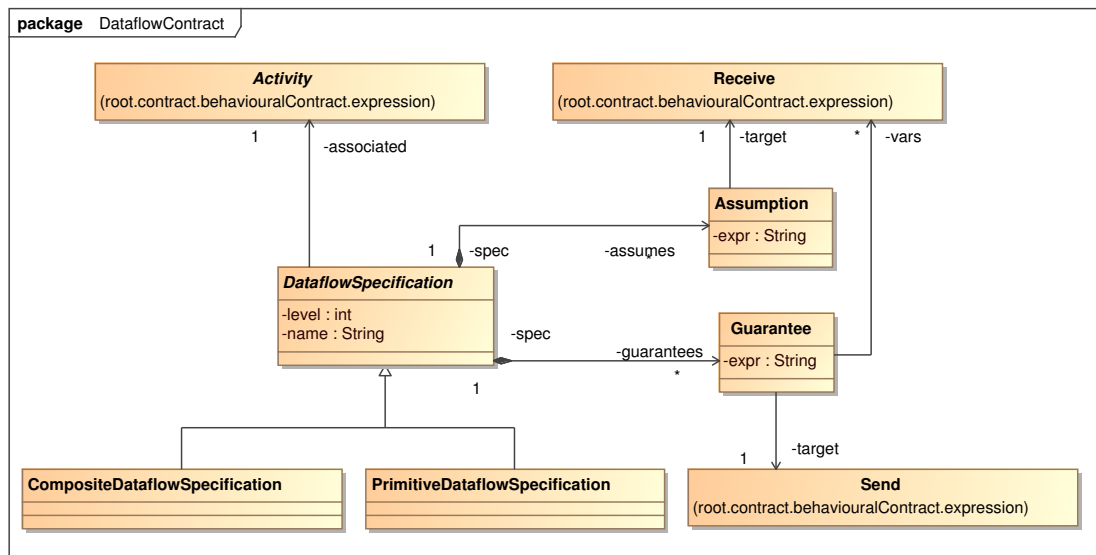 package DataflowContract
Activity
(root.contract.behaviouralContract.expression)
Receive
(root.contract.behaviouralContract.expression)
1
-associated
1
-target
*
-vars
Assumption
-expr : String
1
-spec
-assumes
*
DataflowSpecification
-level : int
-name : String
-spec
1
-guarantees
*
Guarantee
-expr : String
-target
1
CompositeDataflowSpecification
PrimitiveDataflowSpecification
Send
(root.contract.behaviouralContract.expression)